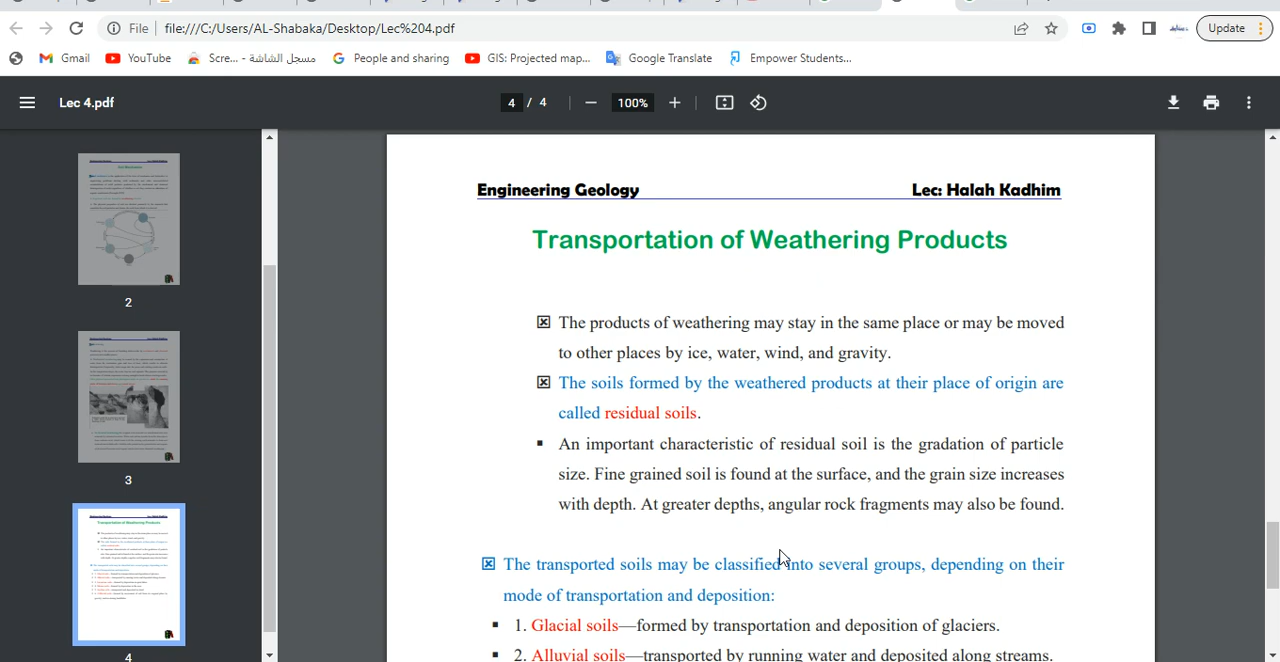 File
file:///C:/Users/AL-Shabaka/Desktop/Lec%204.pdf
Update
Gmail
YouTube
Scre... - مسجل الشاشة
People and sharing
GIS: Projected map...
Google Translate
Empower Students...
Lec 4.pdf
4 / 4
100%
2
3
4
Engineering Geology
Lec: Halah Kadhim
Transportation of Weathering Products
The products of weathering may stay in the same place or may be moved
to other places by ice, water, wind, and gravity.
The soils formed by the weathered products at their place of origin are
called residual soils.
An important characteristic of residual soil is the gradation of particle
size. Fine grained soil is found at the surface, and the grain size increases
with depth. At greater depths, angular rock fragments may also be found.
The transported soils may be classified into several groups, depending on their
mode of transportation and deposition:
1. Glacial soils—formed by transportation and deposition of glaciers.
2. Alluvial soils—transported by running water and deposited along streams.